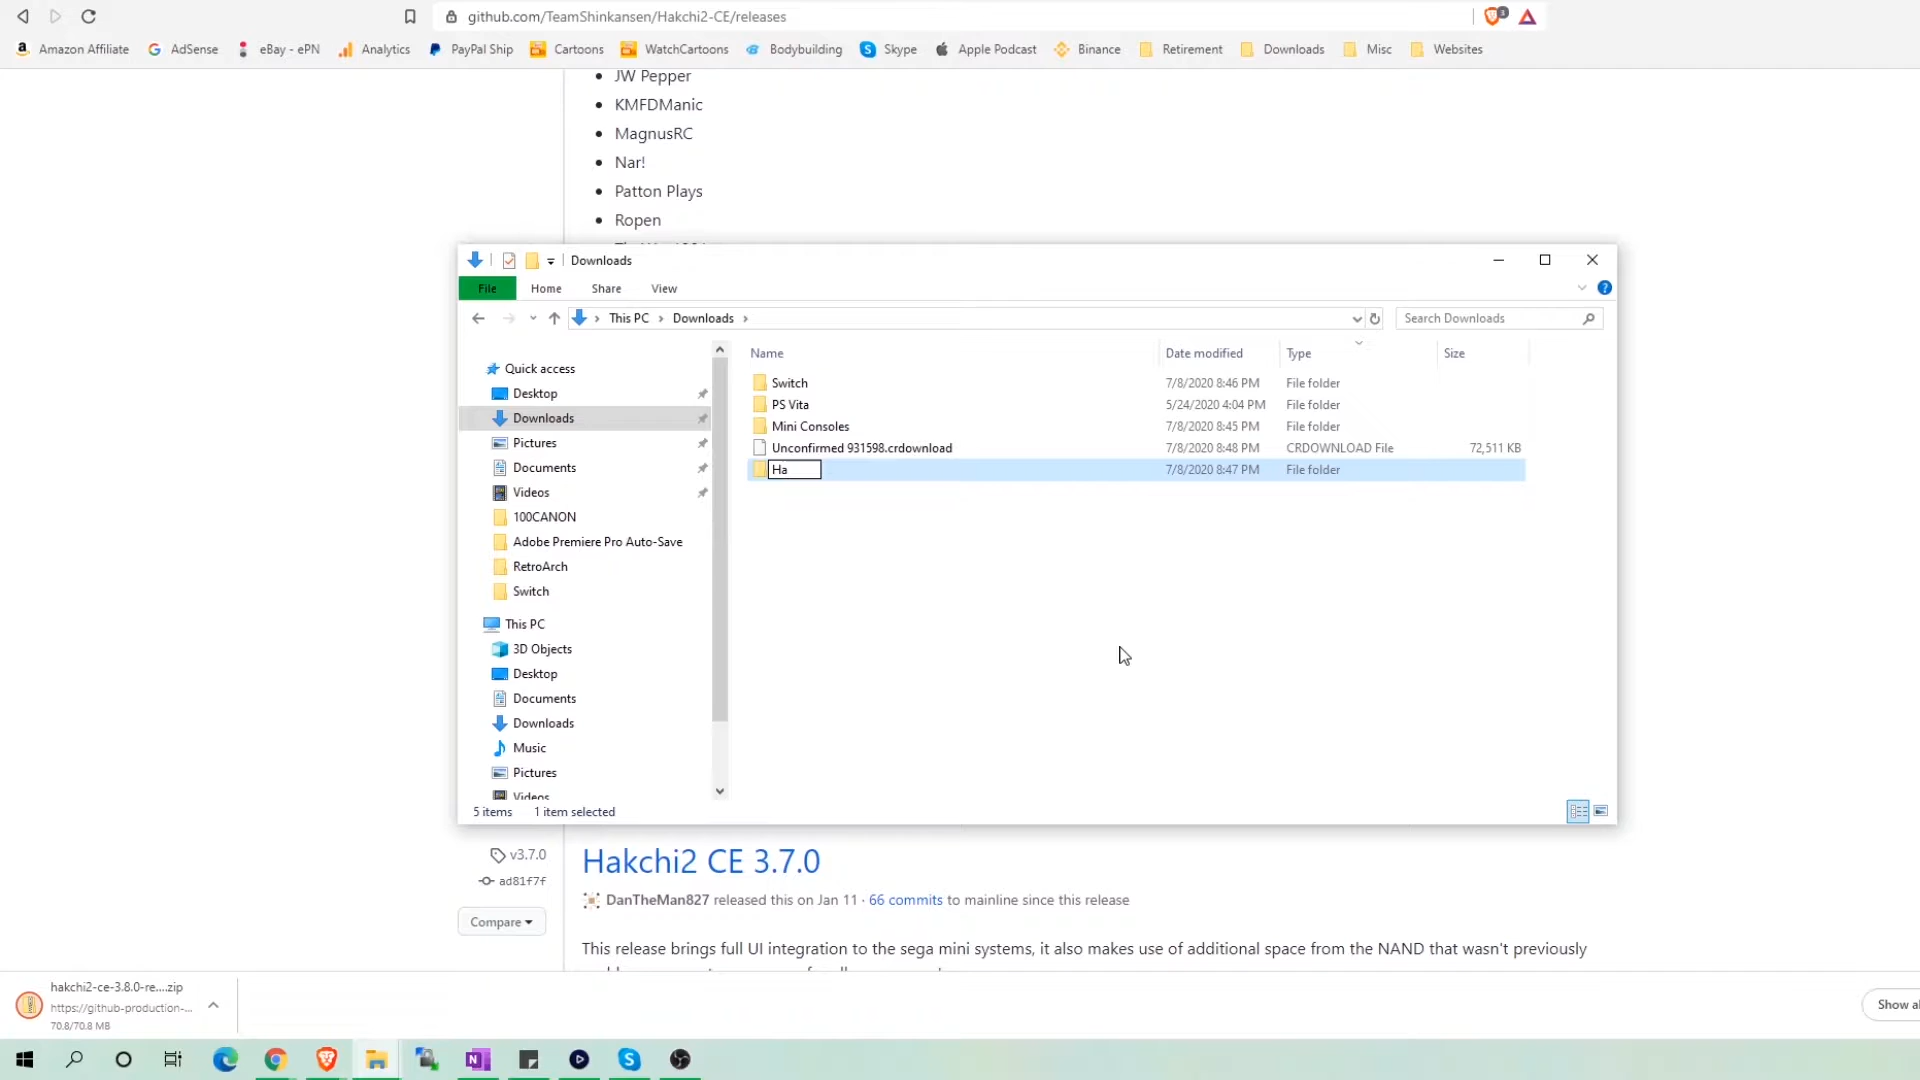 github.com/TeamShinkansen/Hakchi2-CE/releases
3
Amazon Affiliate AdSense eBay - ePN Analytics PayPal Ship Cartoons WatchCartoons Bodybuilding Skype Apple Podcast Binance Retirement Downloads Misc Websites
JW Pepper
KMFDManic
MagnusRC
Nar!
Patton Plays
Ropen
Downloads
File Home Share View
This PC Downloads Search Downloads
Name Date modified Type Size
Quick access
Desktop
Downloads
Pictures
Documents
Videos
100CANON
Adobe Premiere Pro Auto-Save
RetroArch
Switch
This PC
3D Objects
Desktop
Documents
Downloads
Music
Pictures
Videos
Switch 7/8/2020 8:46 PM File folder
PS Vita 5/24/2020 4:04 PM File folder
Mini Consoles 7/8/2020 8:45 PM File folder
Unconfirmed 931598.crdownload 7/8/2020 8:48 PM CRDOWNLOAD File 72,511 KB
Ha 7/8/2020 8:47 PM File folder
5 items 1 item selected
v3.7.0
ad81f7f
Compare
Hakchi2 CE 3.7.0
DanTheMan827 released this on Jan 11 · 66 commits to mainline since this release
This release brings full UI integration to the sega mini systems, it also makes use of additional space from the NAND that wasn't previously
hakchi2-ce-3.8.0-re....zip
https://github-production-...
70.8/70.8 MB
Show al